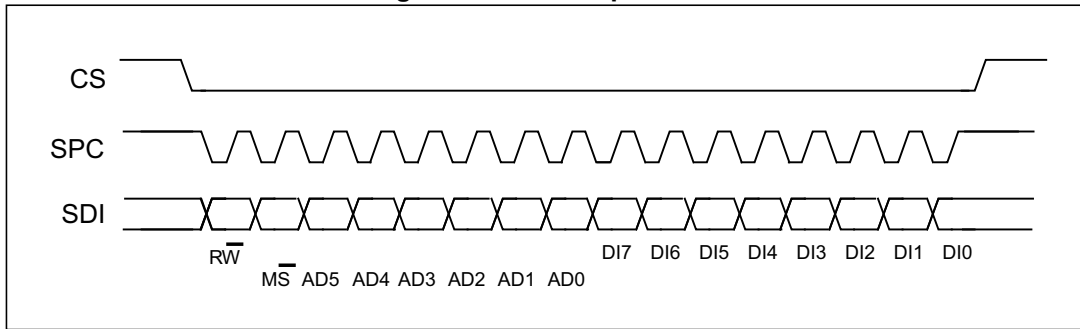 CS
SPC
SDI
RW̅
DI7 DI6 DI5 DI4 DI3 DI2 DI1 DI0
MS̅ AD5 AD4 AD3 AD2 AD1 AD0